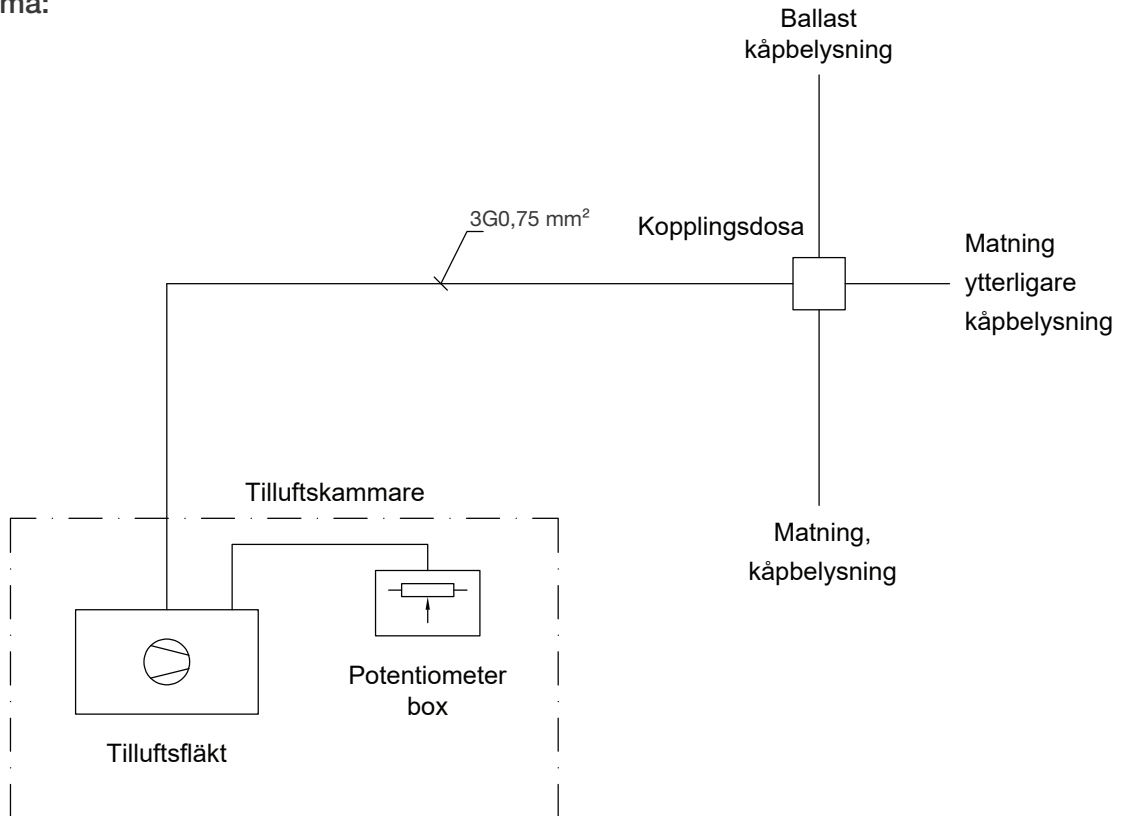 ma:
Ballast
kåpbelysning
3G0,75 mm²
Kopplingsdosa
Matning
ytterligare
kåpbelysning
Tilluftskammare
Matning,
kåpbelysning
Potentiometer
box
Tilluftsfläkt